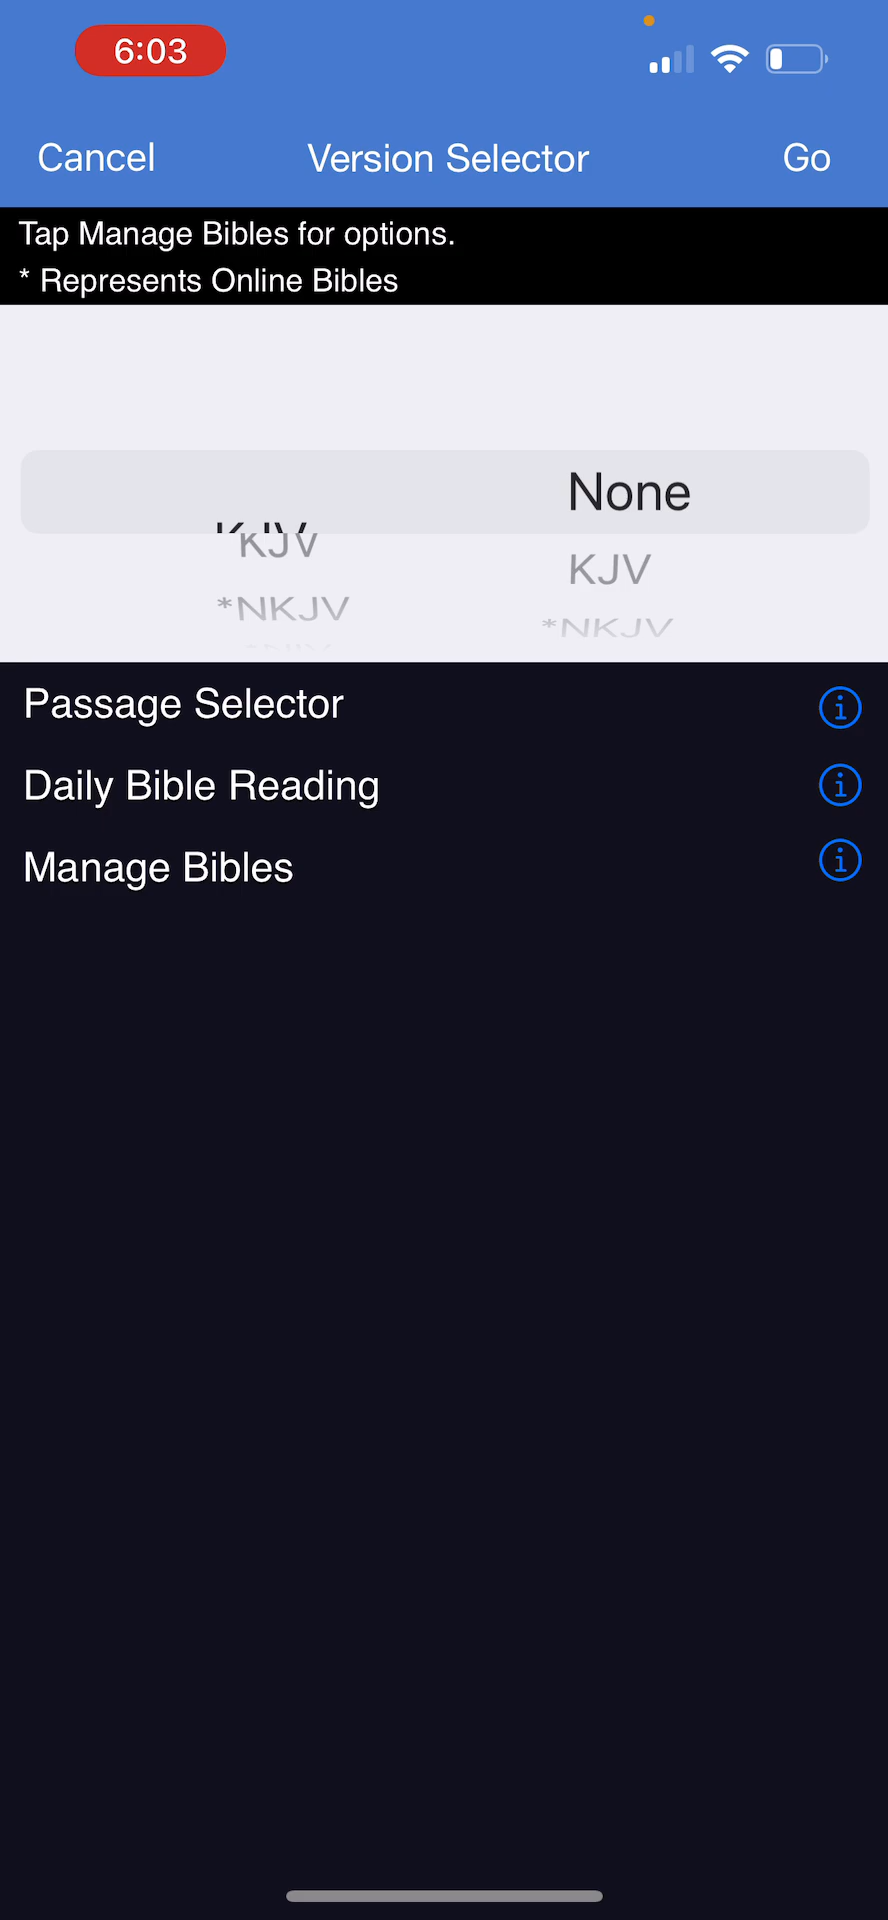 6:03
Cancel Version Selector Go
Tap Manage Bibles for options.
* Represents Online Bibles
None
KJV KJV
*NKJV *NKJV
Passage Selector
Daily Bible Reading
Manage Bibles